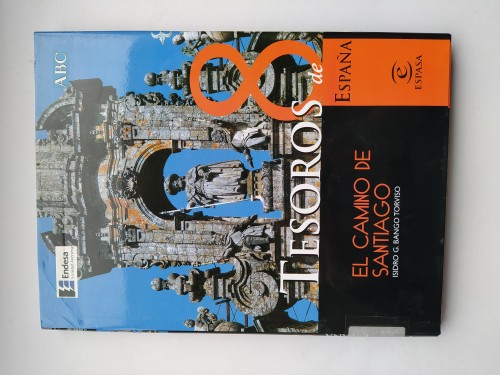 ABC
8
TESOROS de
ESPAÑA
ESPASA
EL CAMINO DE
SANTIAGO
ISIDRO G. BANGO TORVISO
Endesa